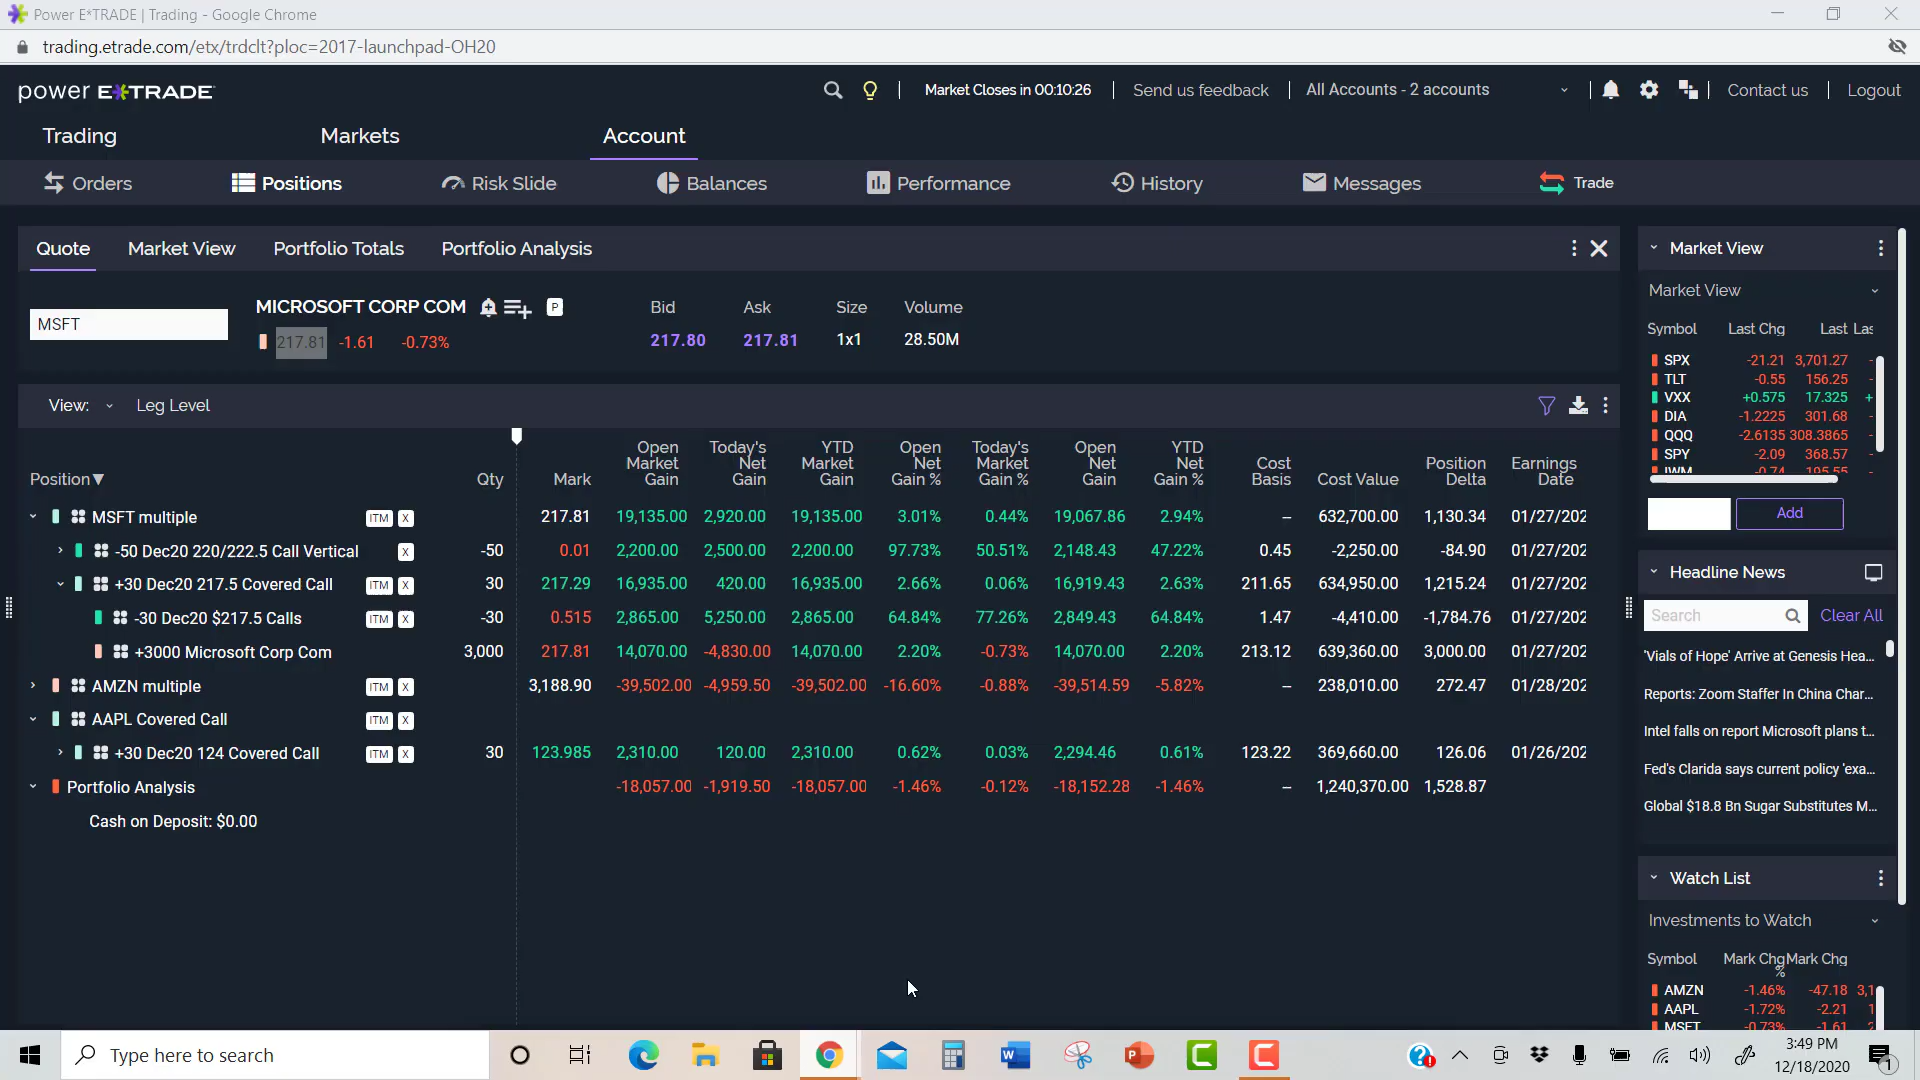 Power E*TRADE | Trading - Google Chrome
trading.etrade.com/etx/trdclt?ploc=2017-launchpad-OH20
power E*TRADE
Market Closes in 00:10:26
Send us feedback
All Accounts - 2 accounts
Contact us
Logout
Trading Markets Account
Orders Positions Risk Slide Balances Performance History Messages Trade
Quote Market View Portfolio Totals Portfolio Analysis
MSFT
MICROSOFT CORP COM P
217.81 -1.61 -0.73%
Bid Ask Size Volume
217.80 217.81 1x1 28.50M
View: Leg Level
Position▼ Qty Mark Open Market Gain Today's Net Gain YTD Market Gain Open Net Gain % Today's Market Gain % Open Net Gain YTD Net Gain % Cost Basis Cost Value Position Delta Earnings Date
MSFT multiple ITM X 217.81 19,135.00 2,920.00 19,135.00 3.01% 0.44% 19,067.86 2.94% – 632,700.00 1,130.34 01/27/202
-50 Dec20 220/222.5 Call Vertical X -50 0.01 2,200.00 2,500.00 2,200.00 97.73% 50.51% 2,148.43 47.22% 0.45 -2,250.00 -84.90 01/27/202
+30 Dec20 217.5 Covered Call ITM X 30 217.29 16,935.00 420.00 16,935.00 2.66% 0.06% 16,919.43 2.63% 211.65 634,950.00 1,215.24 01/27/202
-30 Dec20 $217.5 Calls ITM X -30 0.515 2,865.00 5,250.00 2,865.00 64.84% 77.26% 2,849.43 64.84% 1.47 -4,410.00 -1,784.76 01/27/202
+3000 Microsoft Corp Com 3,000 217.81 14,070.00 -4,830.00 14,070.00 2.20% -0.73% 14,070.00 2.20% 213.12 639,360.00 3,000.00 01/27/202
AMZN multiple ITM X 3,188.90 -39,502.00 -4,959.50 -39,502.00 -16.60% -0.88% -39,514.59 -5.82% – 238,010.00 272.47 01/28/202
AAPL Covered Call ITM X
+30 Dec20 124 Covered Call ITM X 30 123.985 2,310.00 120.00 2,310.00 0.62% 0.03% 2,294.46 0.61% 123.22 369,660.00 126.06 01/26/202
Portfolio Analysis -18,057.00 -1,919.50 -18,057.00 -1.46% -0.12% -18,152.28 -1.46% – 1,240,370.00 1,528.87
Cash on Deposit: $0.00
Market View
Market View
Symbol Last Chg Last Las
SPX -21.21 3,701.27 -
TLT -0.55 156.25 -
VXX +0.575 17.325 +
DIA -1.2225 301.68 -
QQQ -2.6135 308.3865 -
SPY -2.09 368.57 -
IWM -0.74 195.55
Add
Headline News
Search Clear All
'Vials of Hope' Arrive at Genesis Hea...
Reports: Zoom Staffer In China Char...
Intel falls on report Microsoft plans t...
Fed's Clarida says current policy 'exa...
Global $18.8 Bn Sugar Substitutes M...
Watch List
Investments to Watch
Symbol Mark Chg % Mark Chg
AMZN -1.46% -47.18 3,1
AAPL -1.72% -2.21 1
MSFT -0.73% -1.61 2
Type here to search
3:49 PM
12/18/2020
1